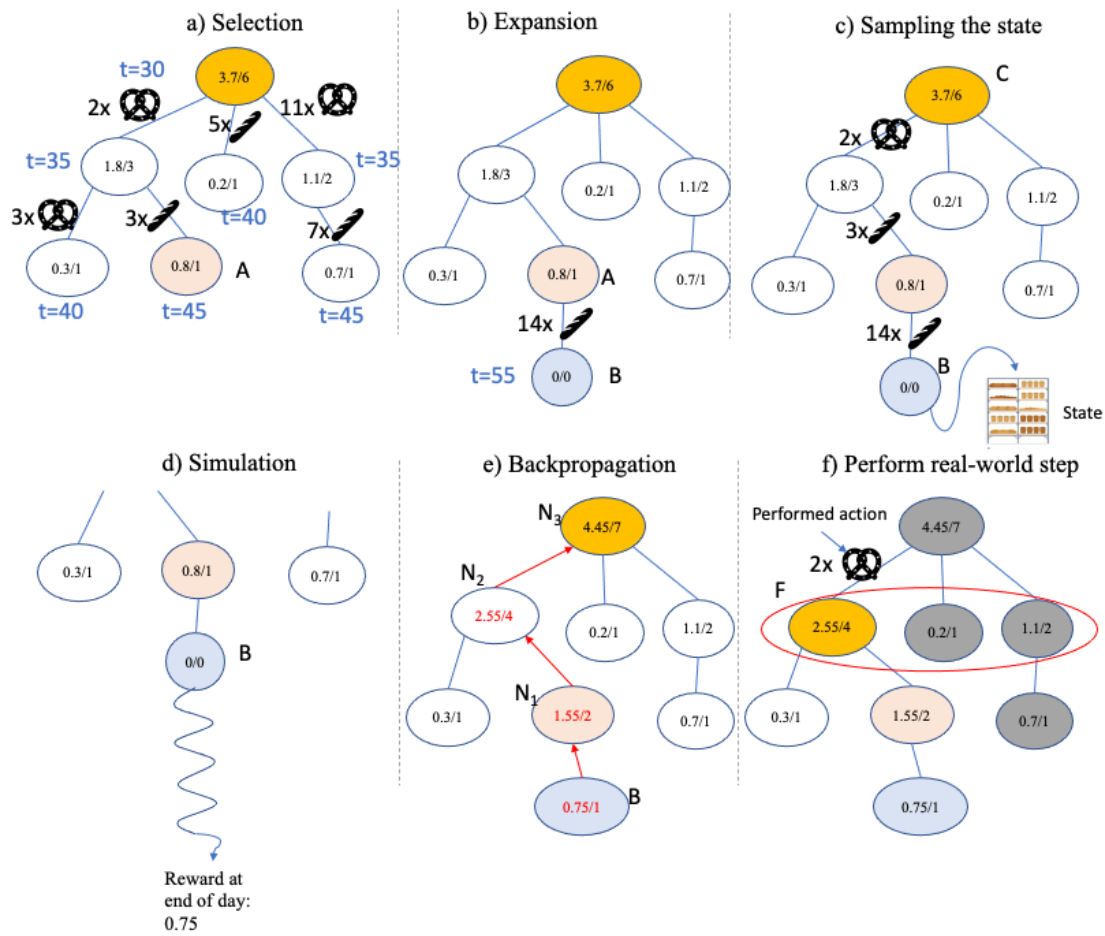 a) Selection
t=30
3.7/6
2x
5x
11x
t=35
1.8/3
0.2/1
1.1/2
t=35
t=40
3x
3x
7x
0.3/1
0.8/1
A
0.7/1
t=40
t=45
t=45
b) Expansion
3.7/6
1.8/3
0.2/1
1.1/2
0.3/1
0.8/1
A
0.7/1
14x
t=55
0/0
B
c) Sampling the state
C
3.7/6
2x
1.8/3
0.2/1
1.1/2
3x
0.3/1
0.8/1
0.7/1
14x
B
0/0
State
d) Simulation
0.3/1
0.8/1
0.7/1
0/0
B
Reward at
end of day:
0.75
e) Backpropagation
N3
4.45/7
N2
2.55/4
0.2/1
1.1/2
N1
0.3/1
1.55/2
0.7/1
0.75/1
B
f) Perform real-world step
Performed action
4.45/7
2x
F
2.55/4
0.2/1
1.1/2
0.3/1
1.55/2
0.7/1
0.75/1